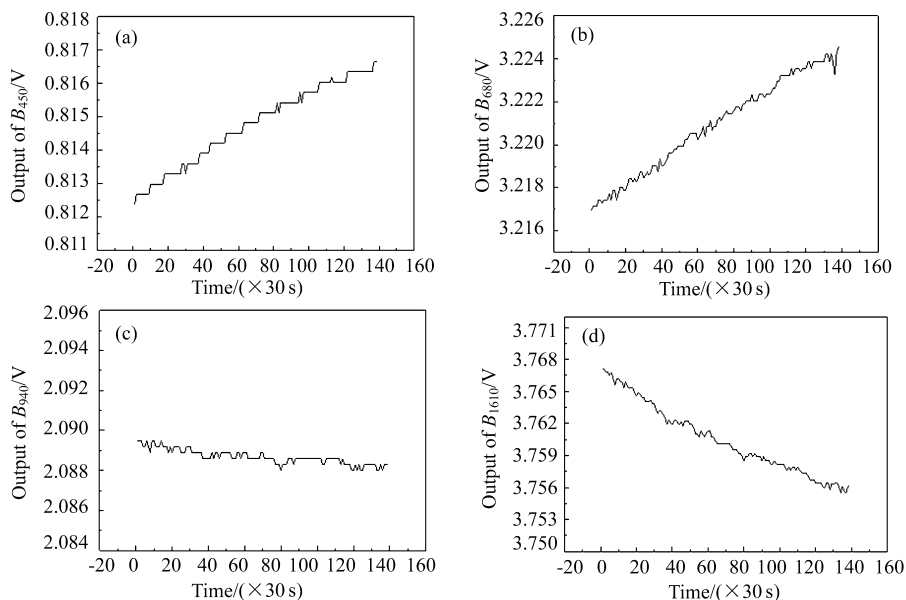 (a)
Output of B450/V
0.818
0.817
0.816
0.815
0.814
0.813
0.812
0.811
-20 0 20 40 60 80 100 120 140 160
Time/(×30 s)
(b)
Output of B680/V
3.226
3.224
3.222
3.220
3.218
3.216
-20 0 20 40 60 80 100 120 140 160
Time/(×30 s)
(c)
Output of B940/V
2.096
2.094
2.092
2.090
2.088
2.086
2.084
-20 0 20 40 60 80 100 120 140 160
Time/(×30 s)
(d)
Output of B1610/V
3.771
3.768
3.765
3.762
3.759
3.756
3.753
3.750
-20 0 20 40 60 80 100 120 140 160
Time/(×30 s)